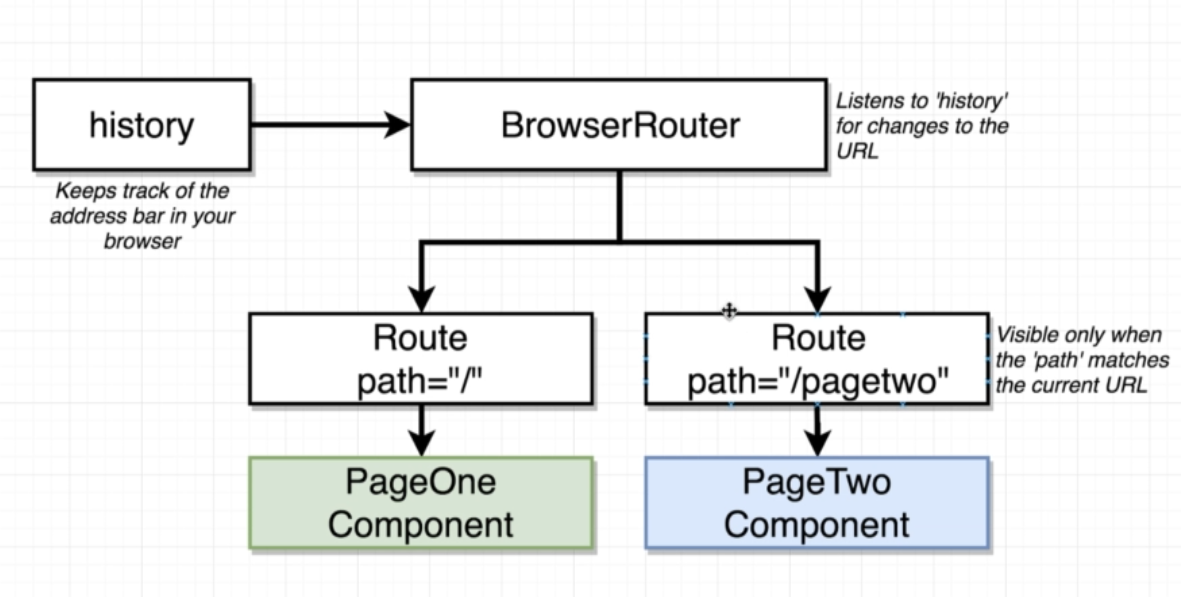 history
BrowserRouter
Listens to 'history'
for changes to the
URL
Keeps track of the
address bar in your
browser
Route
path="/"
Route
path="/pagetwo"
Visible only when
the 'path' matches
the current URL
PageOne
Component
PageTwo
Component